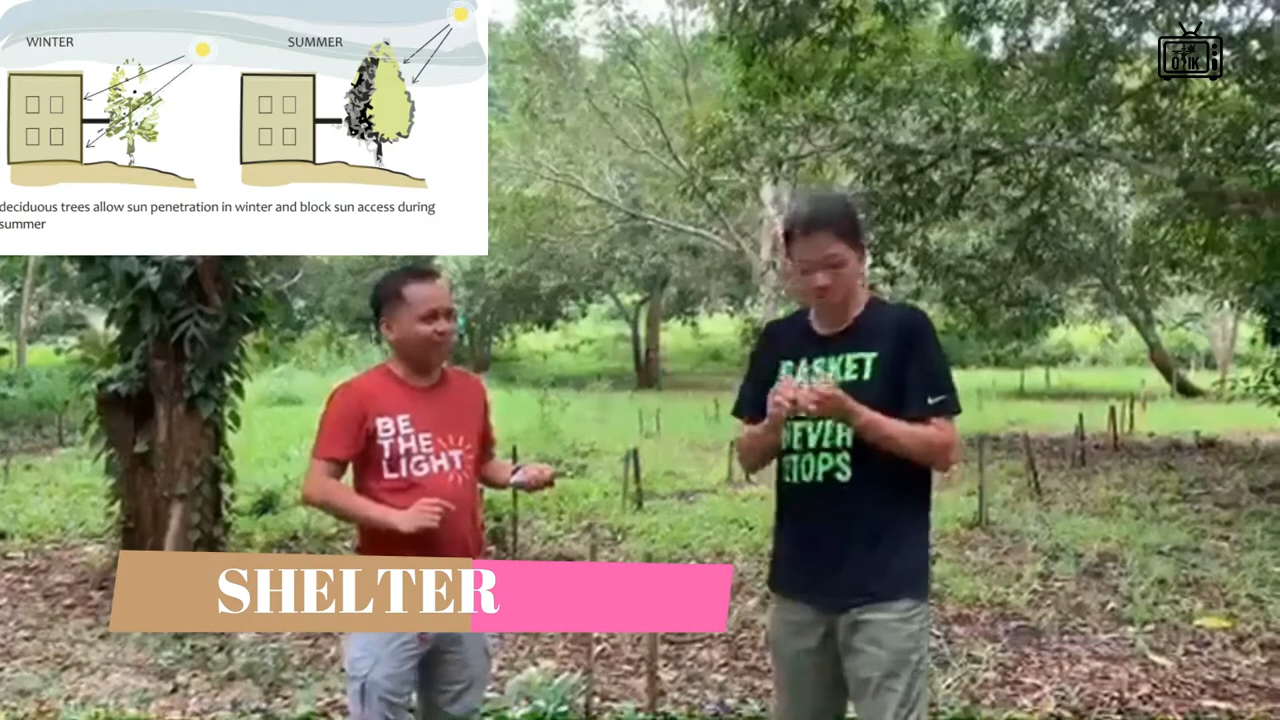 WINTER
SUMMER
deciduous trees allow sun penetration in winter and block sun access during
summer
BE
THE
LIGHT
BASKET
NEVER
STOPS
SHELTER